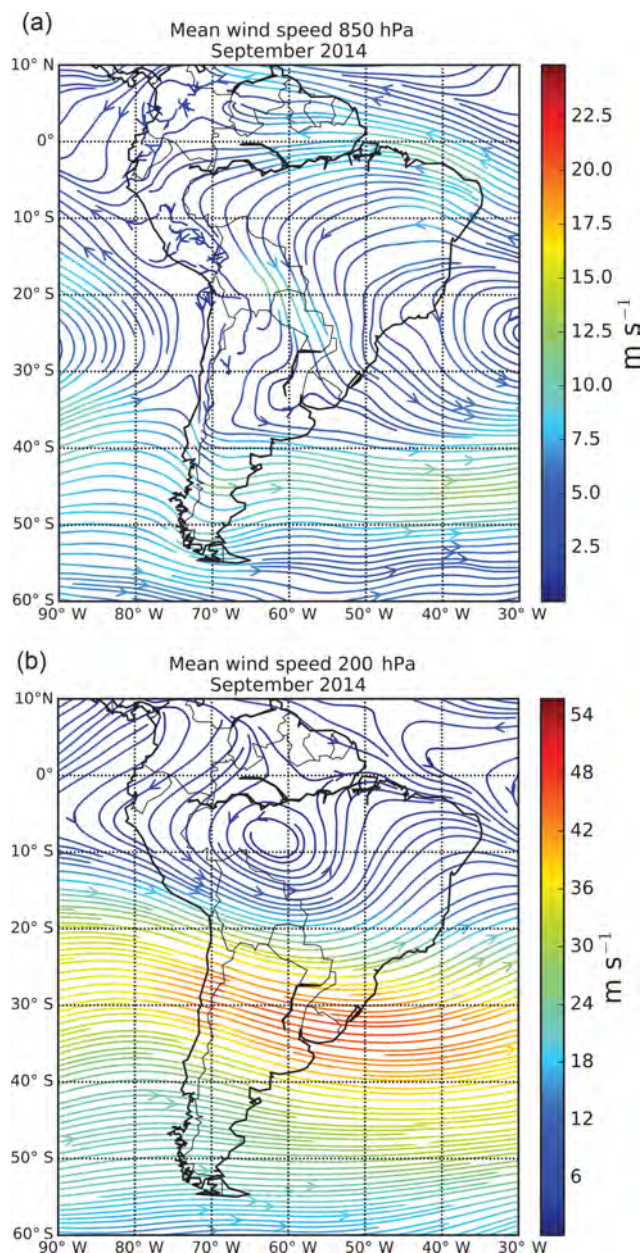 (a)
Mean wind speed 850 hPa
September 2014
10° N
0°
10° S
20° S
30° S
40° S
50° S
60° S
90° W 80° W 70° W 60° W 50° W 40° W 30° W
22.5
20.0
17.5
15.0
12.5
10.0
7.5
5.0
2.5
m s⁻¹
(b)
Mean wind speed 200 hPa
September 2014
10° N
0°
10° S
20° S
30° S
40° S
50° S
60° S
90° W 80° W 70° W 60° W 50° W 40° W 30° W
54
48
42
36
30
24
18
12
6
m s⁻¹